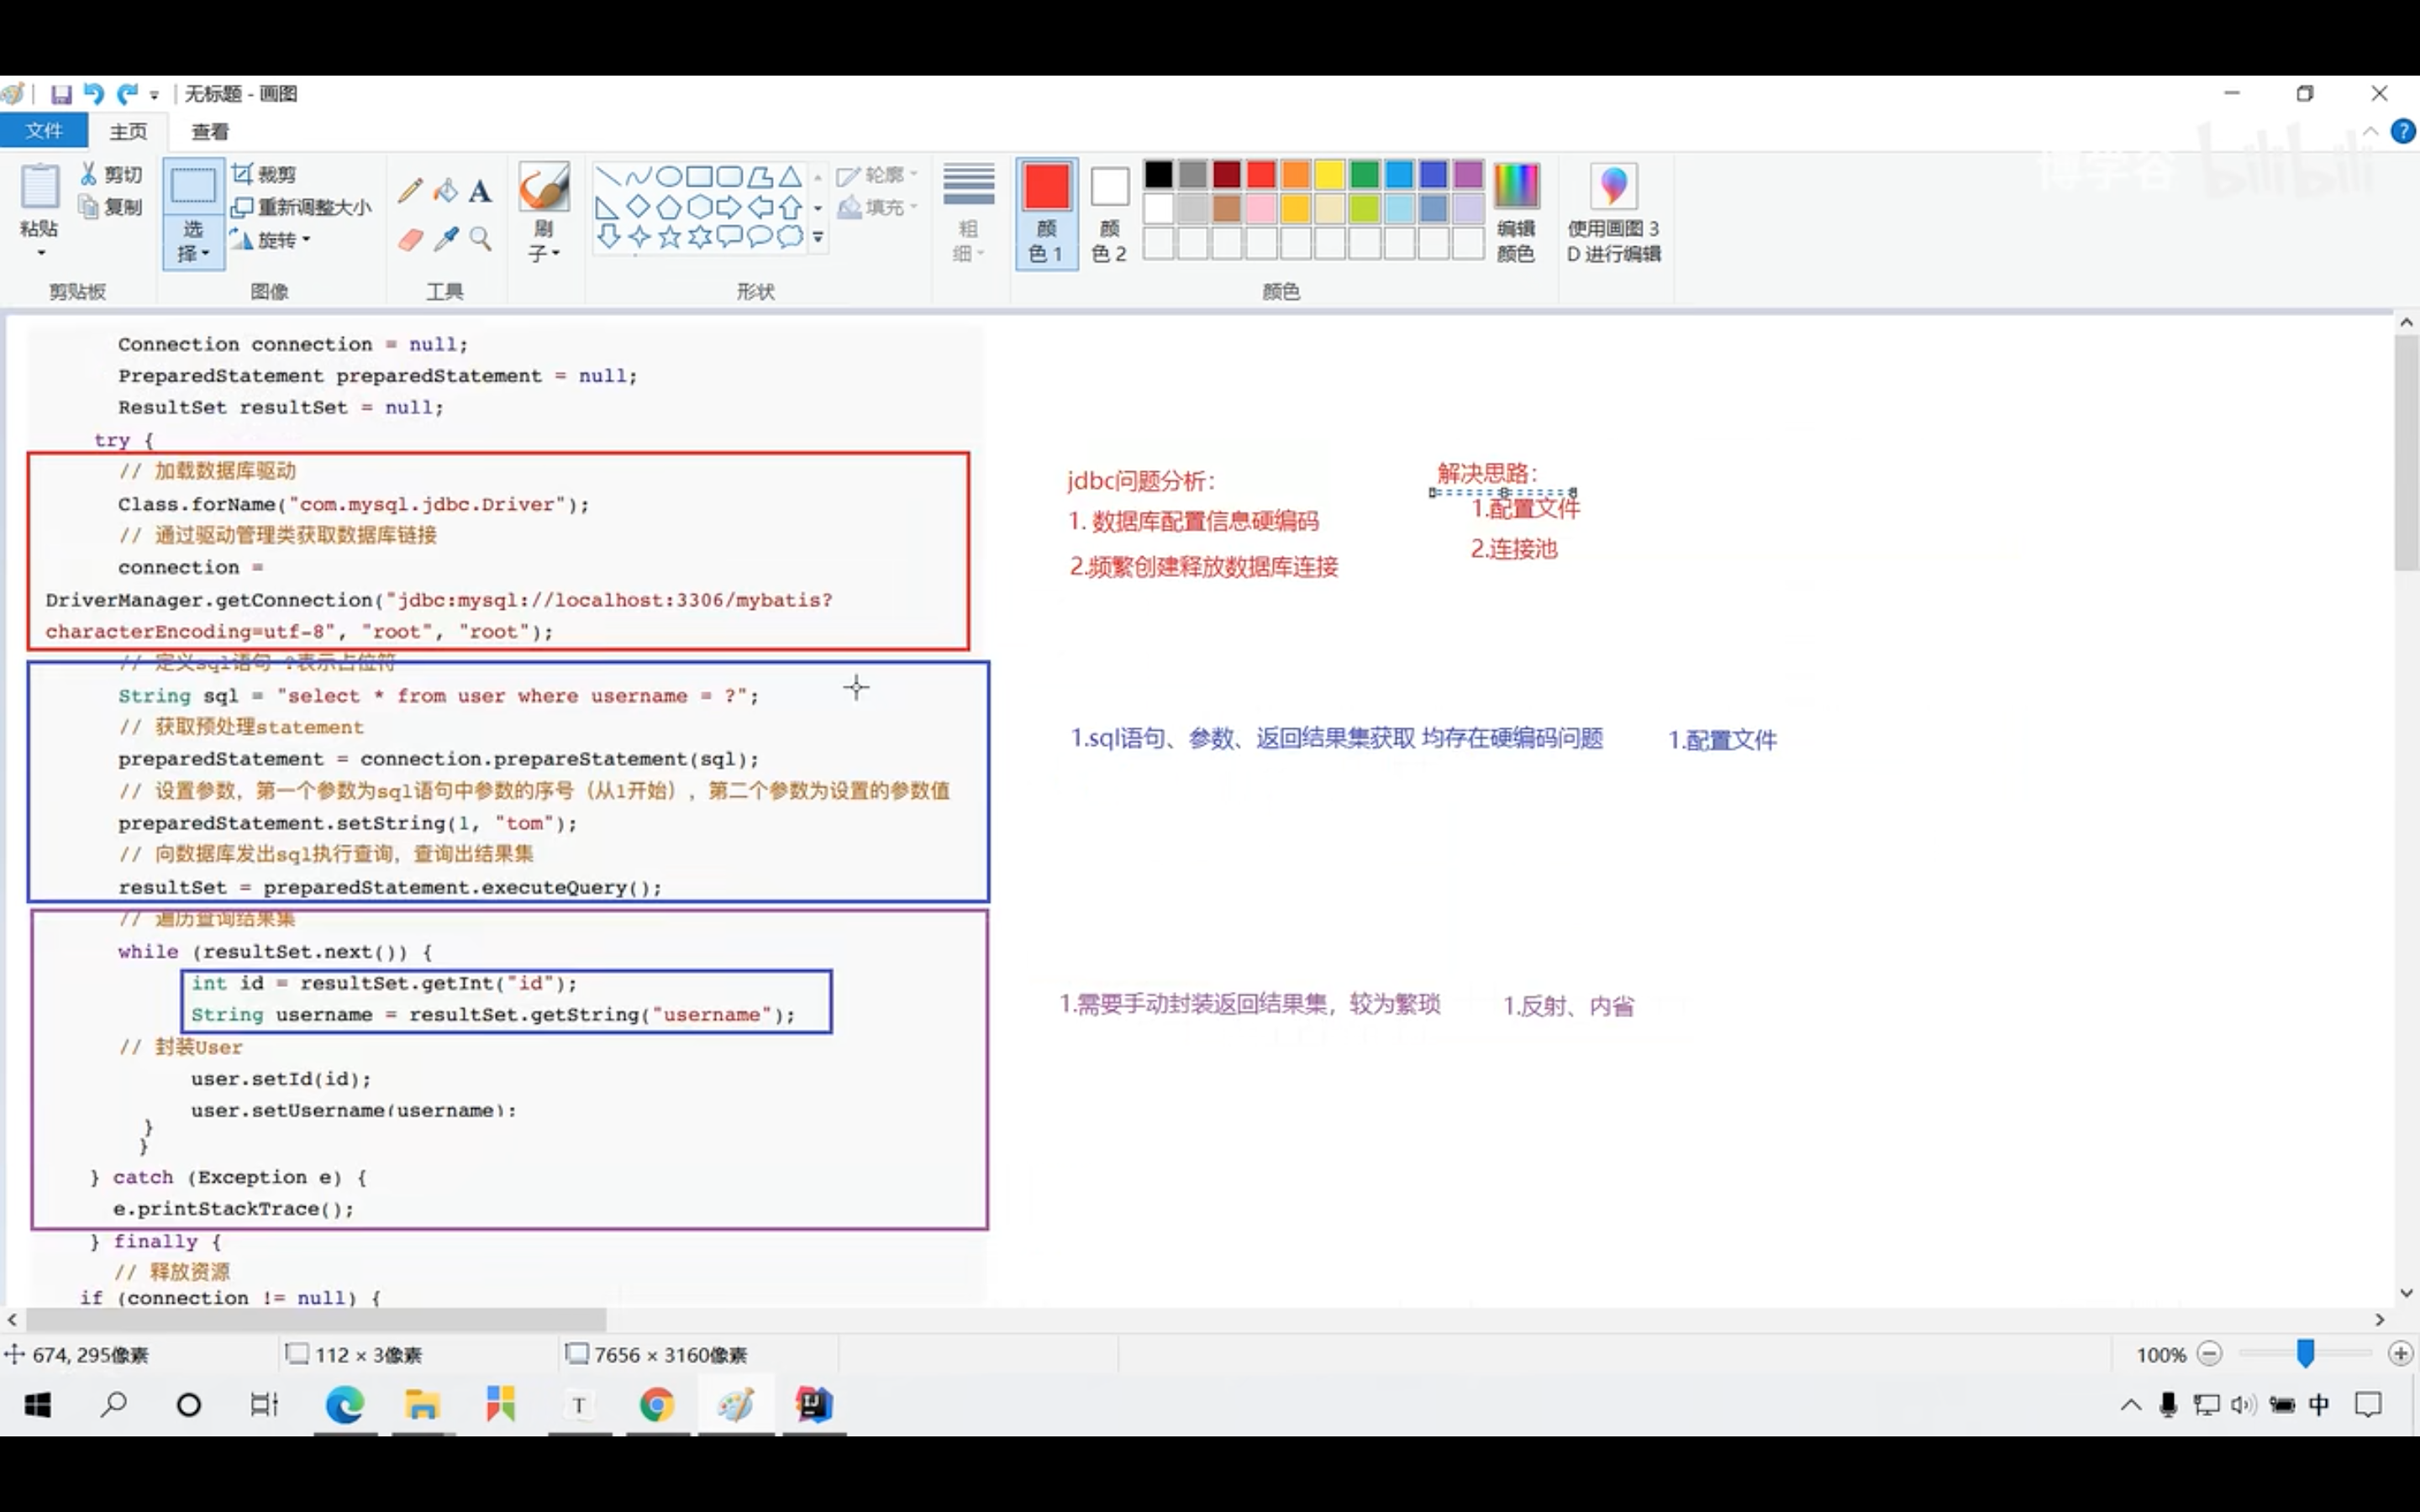 无标题 - 画图
文件 主页 查看
粘贴 剪切 复制 选择 裁剪 重新调整大小 旋转 A 刷子 轮廓 填充 粗细 颜色 1 颜色 2 编辑颜色 使用画图 3D 进行编辑
剪贴板 图像 工具 形状 颜色
博学谷 bilibili
Connection connection = null;
PreparedStatement preparedStatement = null;
ResultSet resultSet = null;
try {
// 加载数据库驱动
Class.forName("com.mysql.jdbc.Driver");
// 通过驱动管理类获取数据库链接
connection =
DriverManager.getConnection("jdbc:mysql://localhost:3306/mybatis?
characterEncoding=utf-8", "root", "root");
// 定义sql语句 ?表示占位符
String sql = "select * from user where username = ?";
// 获取预处理statement
preparedStatement = connection.prepareStatement(sql);
// 设置参数，第一个参数为sql语句中参数的序号（从1开始），第二个参数为设置的参数值
preparedStatement.setString(1, "tom");
// 向数据库发出sql执行查询，查询出结果集
resultSet = preparedStatement.executeQuery();
// 遍历查询结果集
while (resultSet.next()) {
int id = resultSet.getInt("id");
String username = resultSet.getString("username");
// 封装User
user.setId(id);
user.setUsername(username);
}
}
} catch (Exception e) {
e.printStackTrace();
} finally {
// 释放资源
if (connection != null) {
jdbc问题分析：
1. 数据库配置信息硬编码
2.频繁创建释放数据库连接
解决思路：
1.配置文件
2.连接池
1.sql语句、参数、返回结果集获取 均存在硬编码问题
1.配置文件
1.需要手动封装返回结果集，较为繁琐
1.反射、内省
674, 295像素 112 × 3像素 7656 × 3160像素 100%
T IJ 中